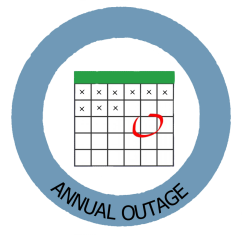 × × × × × ×
× × ×
ANNUAL OUTAGE